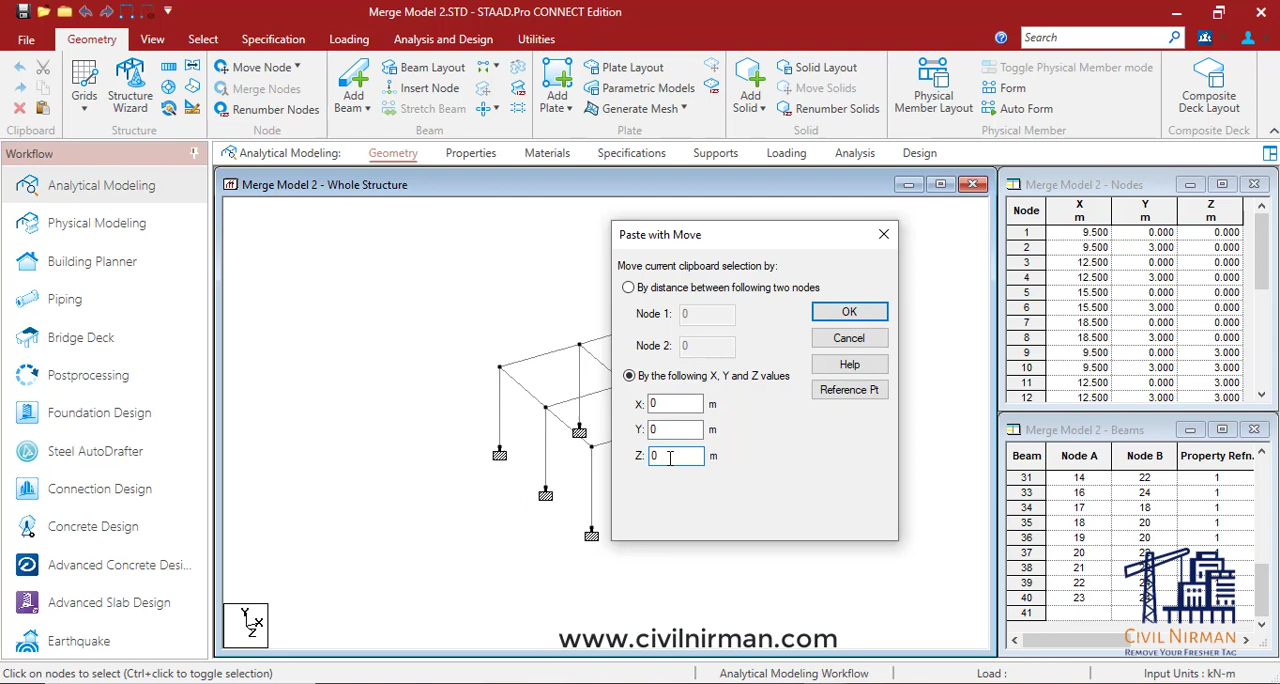 Merge Model 2.STD - STAAD.Pro CONNECT Edition
File Geometry View Select Specification Loading Analysis and Design Utilities Search
Grids Structure Wizard Move Node Merge Nodes Renumber Nodes Add Beam Beam Layout Insert Node Stretch Beam Add Plate Plate Layout Parametric Models Generate Mesh Add Solid Solid Layout Move Solids Renumber Solids Physical Member Layout Toggle Physical Member mode Form Auto Form Composite Deck Layout
Clipboard Structure Node Beam Plate Solid Physical Member Composite Deck
Workflow
Analytical Modeling: Geometry Properties Materials Specifications Supports Loading Analysis Design
Analytical Modeling
Physical Modeling
Building Planner
Piping
Bridge Deck
Postprocessing
Foundation Design
Steel AutoDrafter
Connection Design
Concrete Design
Advanced Concrete Desi...
Advanced Slab Design
Earthquake
Merge Model 2 - Whole Structure
Paste with Move
Move current clipboard selection by:
By distance between following two nodes
Node 1: 0
Node 2: 0
By the following X, Y and Z values
X: 0 m
Y: 0 m
Z: 0 m
OK
Cancel
Help
Reference Pt
Y
X
Z
Merge Model 2 - Nodes
Node X m Y m Z m
1 9.500 0.000 0.000
2 9.500 3.000 0.000
3 12.500 0.000 0.000
4 12.500 3.000 0.000
5 15.500 0.000 0.000
6 15.500 3.000 0.000
7 18.500 0.000 0.000
8 18.500 3.000 0.000
9 9.500 0.000 3.000
10 9.500 3.000 3.000
11 12.500 0.000 3.000
12 12.500 3.000 3.000
Merge Model 2 - Beams
Beam Node A Node B Property Refn.
31 14 22 1
33 16 24 1
34 17 18 1
35 18 20 1
36 19 20 1
37 20
38 21
39 22
40 23
41
CIVIL NIRMAN
REMOVE YOUR FRESHER TAG
www.civilnirman.com
Click on nodes to select (Ctrl+click to toggle selection) Analytical Modeling Workflow Load : Input Units : kN-m